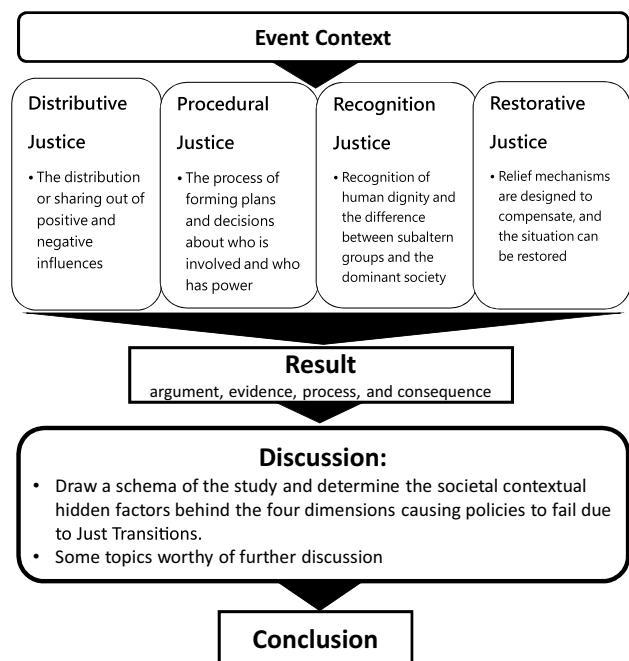 Event Context
Distributive
Justice
• The distribution
or sharing out of
positive and
negative
influences
Procedural
Justice
• The process of
forming plans
and decisions
about who is
involved and who
has power
Recognition
Justice
• Recognition of
human dignity and
the difference
between subaltern
groups and the
dominant society
Restorative
Justice
• Relief mechanisms
are designed to
compensate, and
the situation can
be restored
Result
argument, evidence, process, and consequence
Discussion:
• Draw a schema of the study and determine the societal contextual
hidden factors behind the four dimensions causing policies to fail due
to Just Transitions.
• Some topics worthy of further discussion
Conclusion